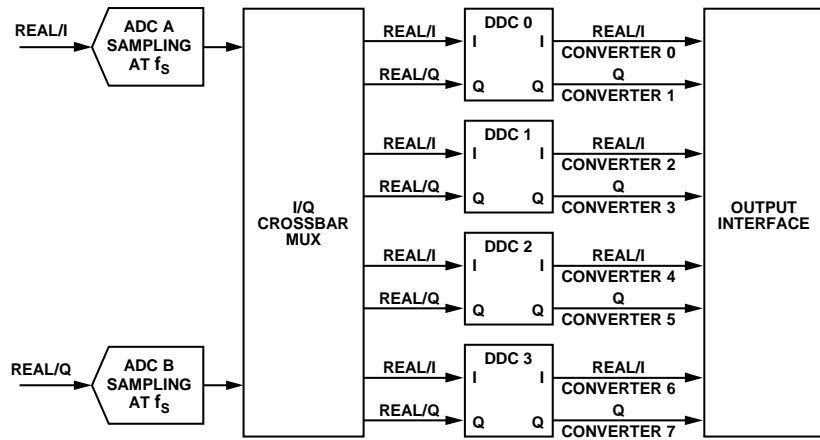 REAL/I
ADC A
SAMPLING
AT fS
REAL/Q
ADC B
SAMPLING
AT fS
I/Q
CROSSBAR
MUX
REAL/I
REAL/Q
DDC 0
I I
Q Q
REAL/I
CONVERTER 0
Q
CONVERTER 1
REAL/I
REAL/Q
DDC 1
I I
Q Q
REAL/I
CONVERTER 2
Q
CONVERTER 3
REAL/I
REAL/Q
DDC 2
I I
Q Q
REAL/I
CONVERTER 4
Q
CONVERTER 5
REAL/I
REAL/Q
DDC 3
I I
Q Q
REAL/I
CONVERTER 6
Q
CONVERTER 7
OUTPUT
INTERFACE